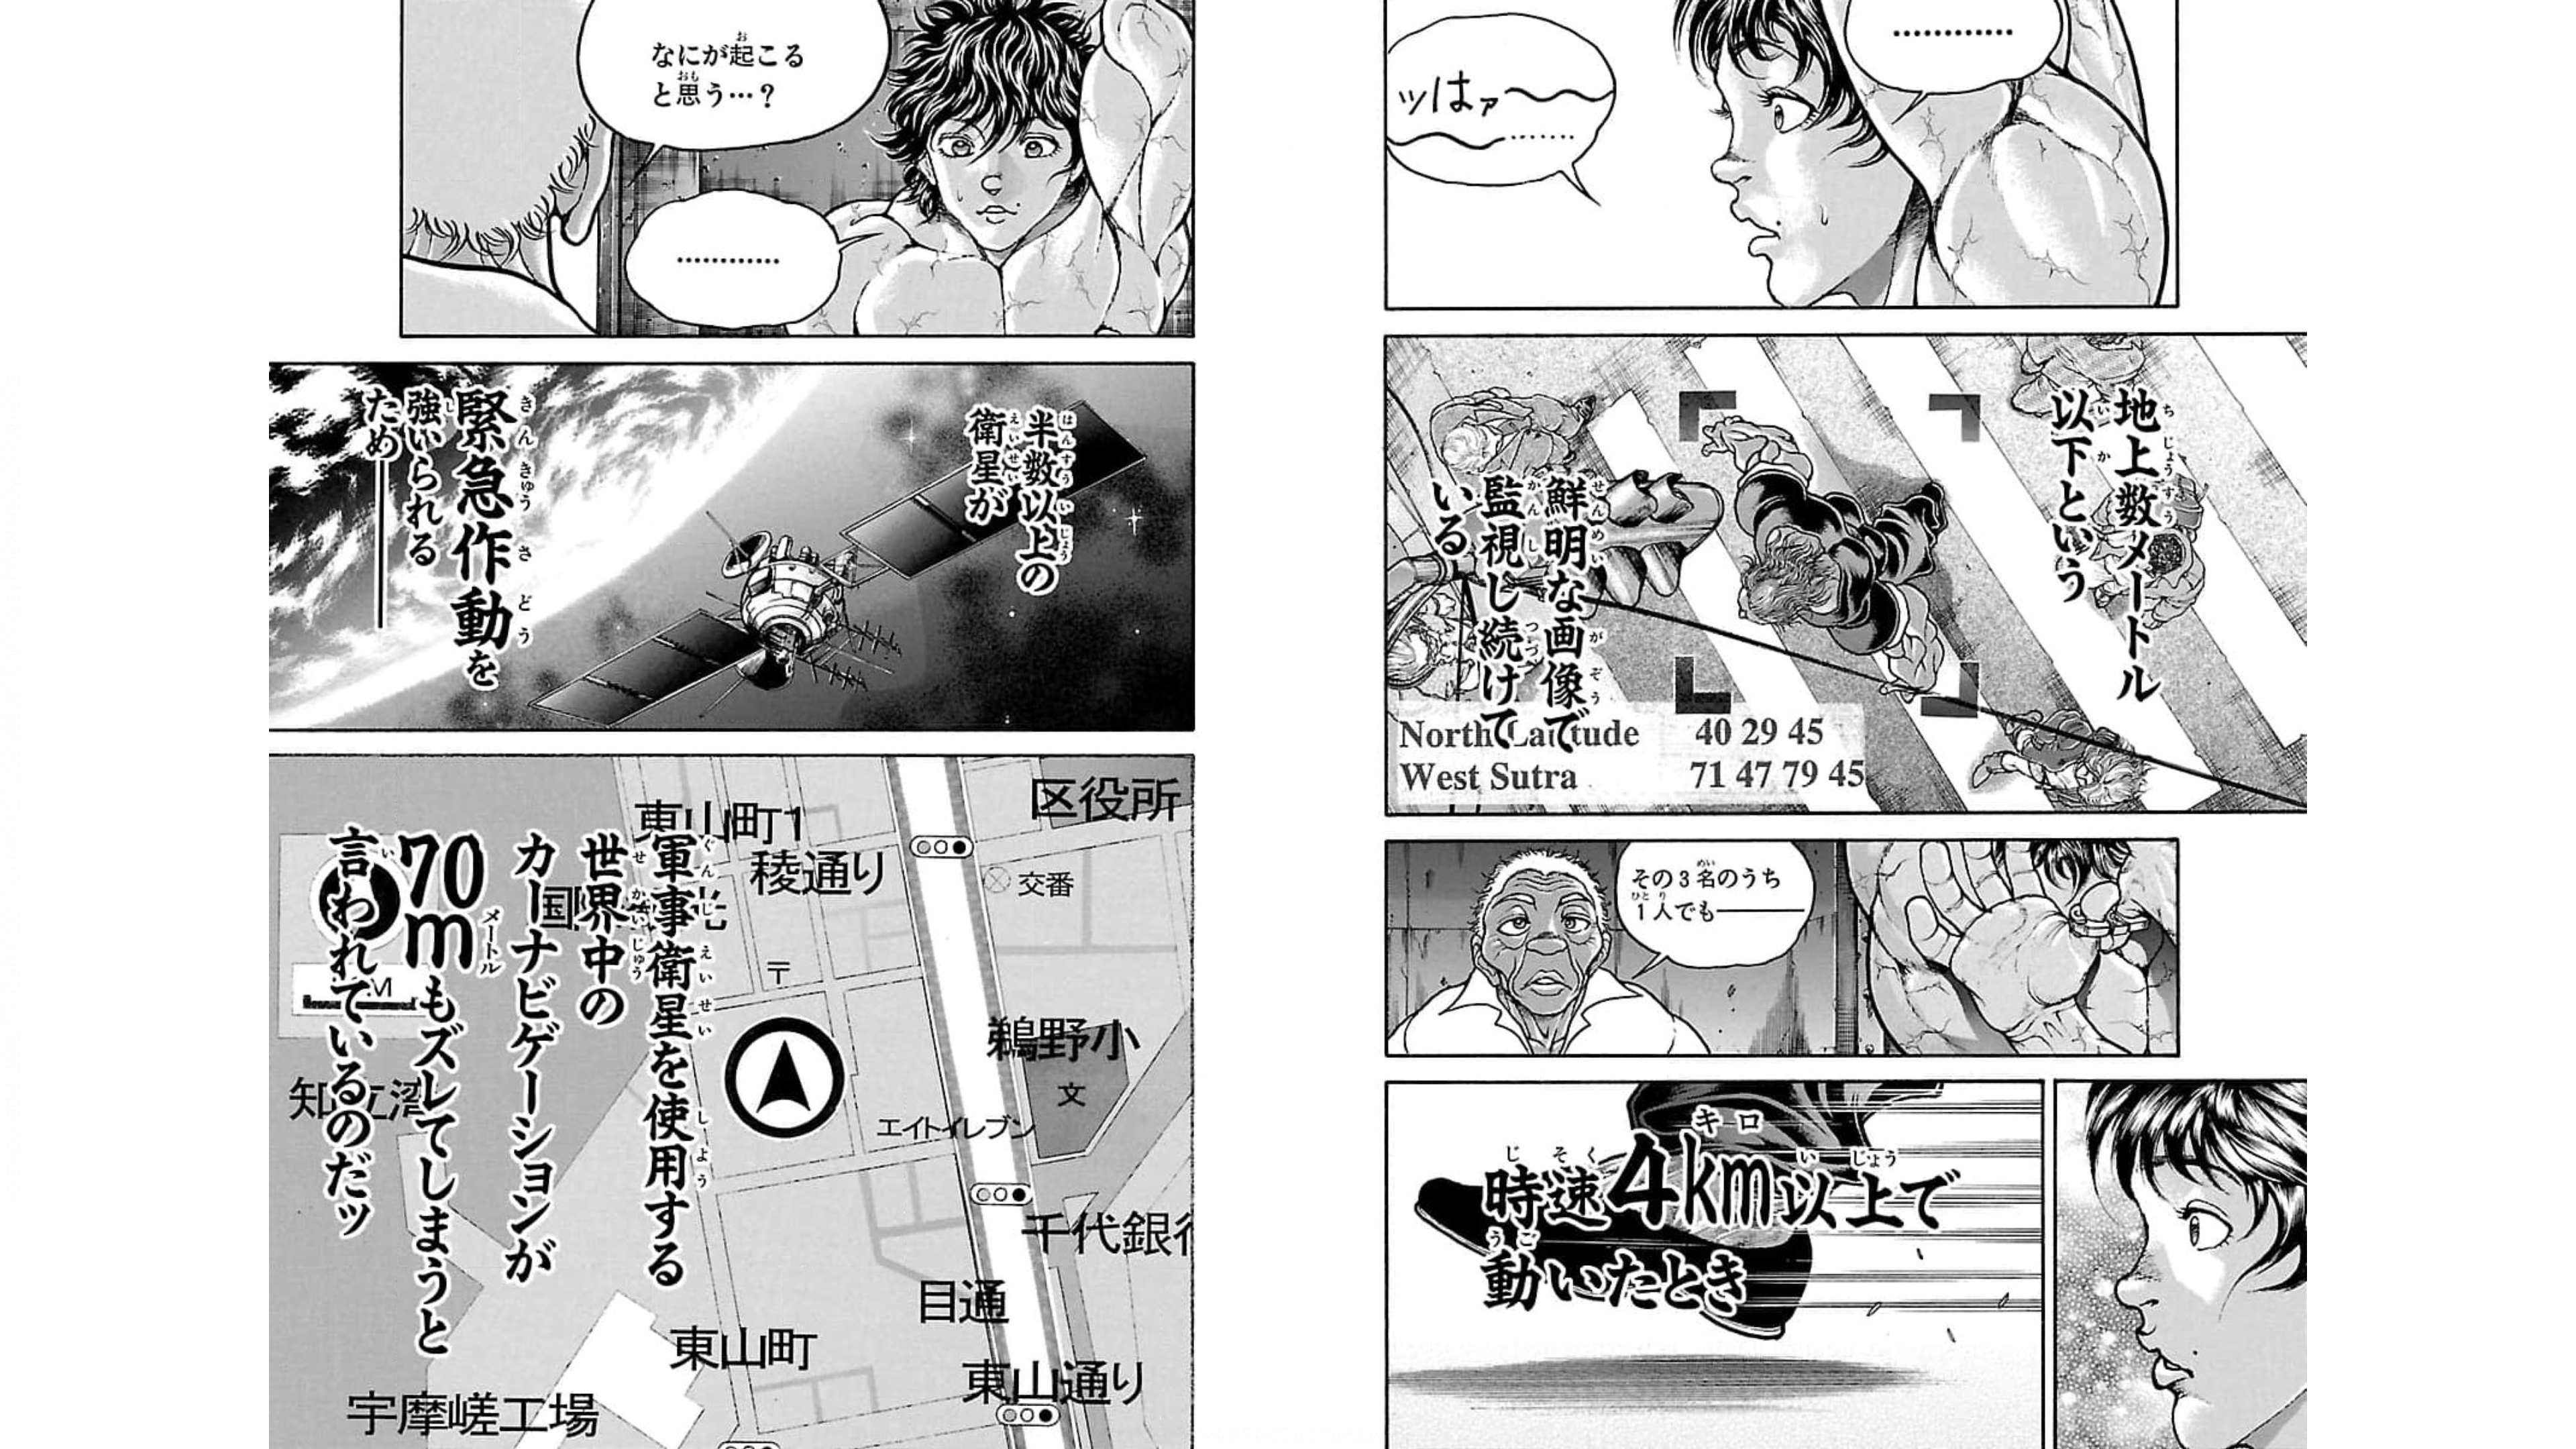 …………
ッはァ〜
〜………
地上数メートル
以下という
鮮明な画像で
監視し続けて
いる
North Latitude 40 29 45
West Sutra 71 47 79 45
その3名のうち
1人でも――
時速4km以上で
動いたとき
なにが起こる
と思う…?
…………
半数以上の
衛星が
緊急作動を
強いられる
ため――
軍事衛星を使用する
世界中の
カーナビゲーションが
70mもズレてしまうと
言われているのだッ
区役所
東山町1
稜通り
交番
〒
鵜野小
文
エイトイレブン
千代銀行
目通
東山町
東山通り
宇摩嵯工場